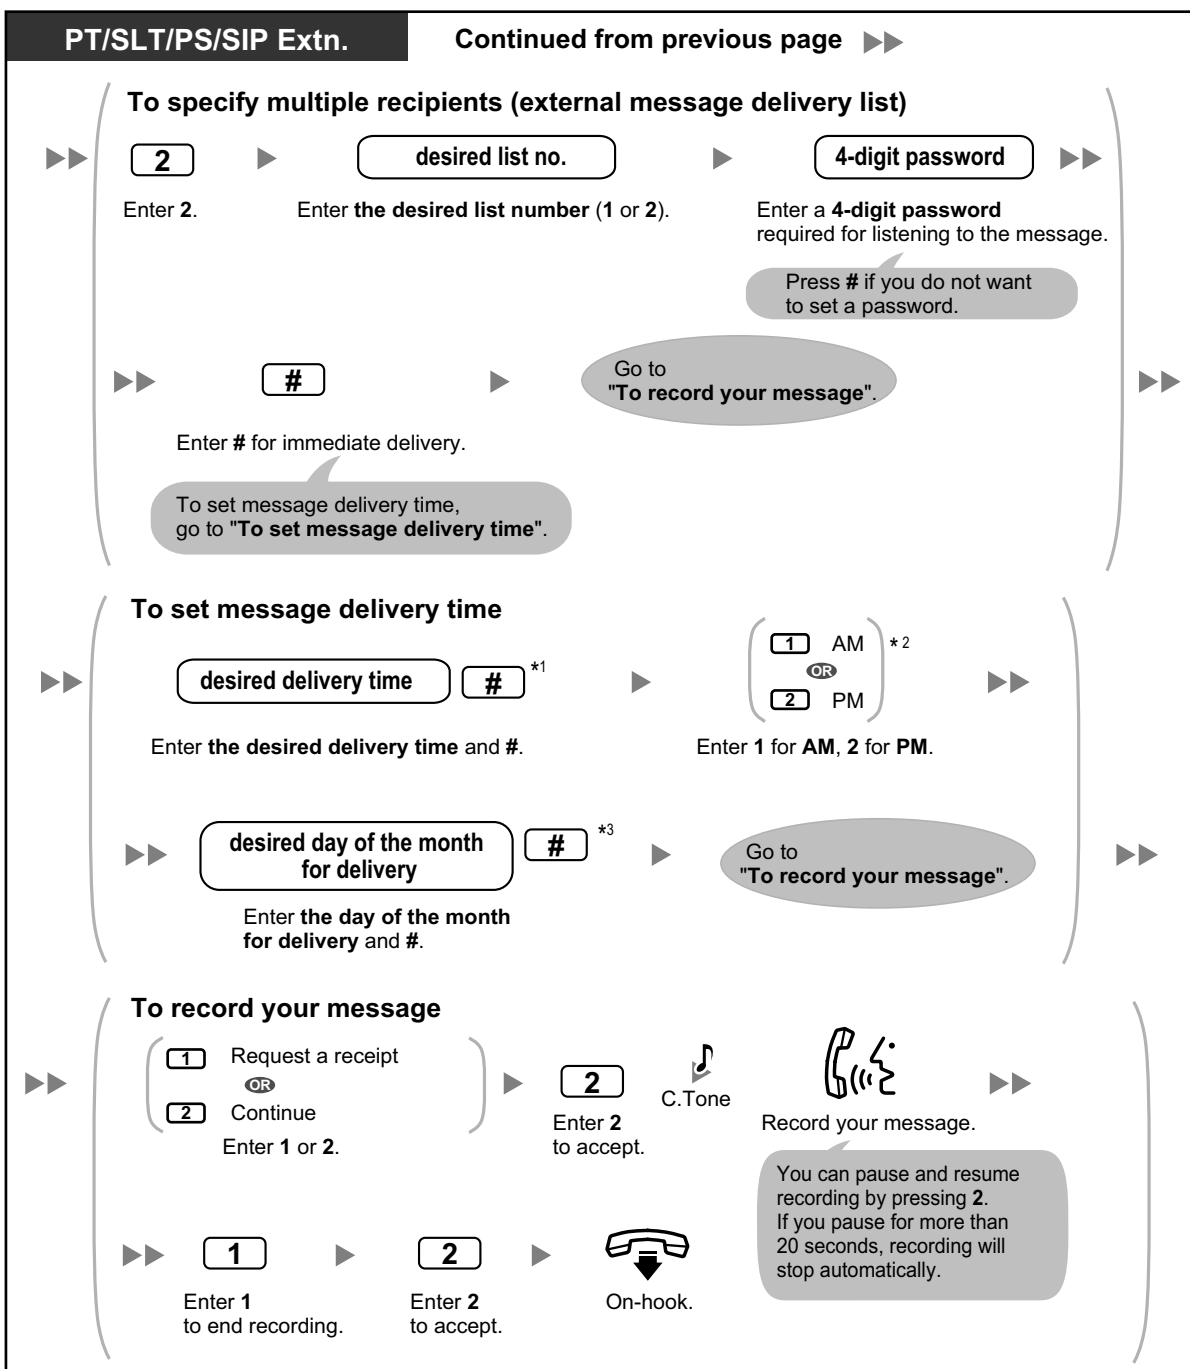 PT/SLT/PS/SIP Extn.
Continued from previous page
To specify multiple recipients (external message delivery list)
2
desired list no.
4-digit password
Enter 2.
Enter the desired list number (1 or 2).
Enter a 4-digit password
required for listening to the message.
Press # if you do not want
to set a password.
#
Go to
"To record your message".
Enter # for immediate delivery.
To set message delivery time,
go to "To set message delivery time".
To set message delivery time
desired delivery time
#
*1
1 AM
OR
2 PM
*2
Enter the desired delivery time and #.
Enter 1 for AM, 2 for PM.
desired day of the month
for delivery
#
*3
Go to
"To record your message".
Enter the day of the month
for delivery and #.
To record your message
1 Request a receipt
OR
2 Continue
Enter 1 or 2.
2
Enter 2
to accept.
C.Tone
Record your message.
You can pause and resume
recording by pressing 2.
If you pause for more than
20 seconds, recording will
stop automatically.
1
Enter 1
to end recording.
2
Enter 2
to accept.
On-hook.